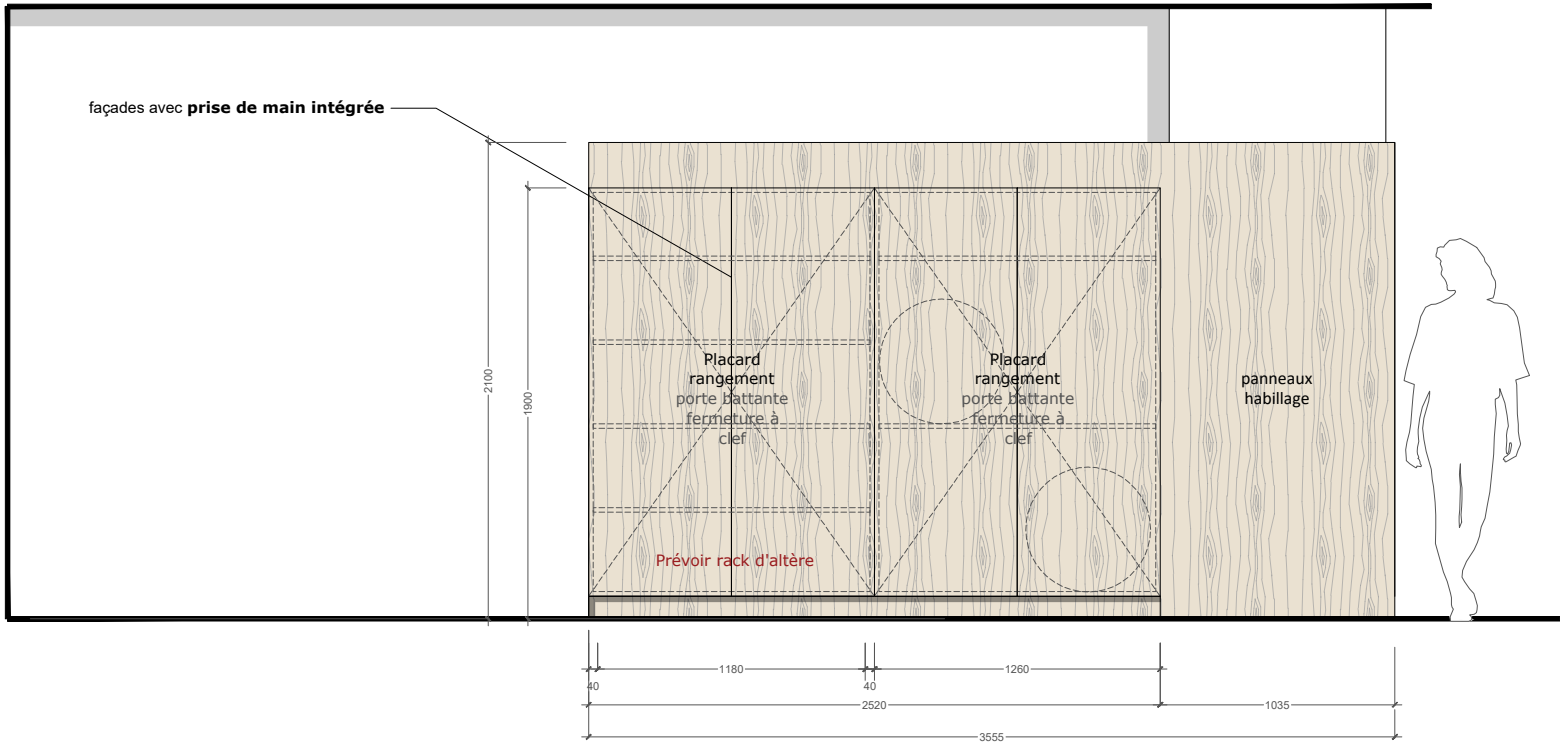 façades avec prise de main intégrée
2100
1900
Placard
rangement
porte battante
fermeture à
clef
Placard
rangement
porte battante
fermeture à
clef
panneaux
habillage
Prévoir rack d'altère
1180
1260
40
40
2520
1035
3555